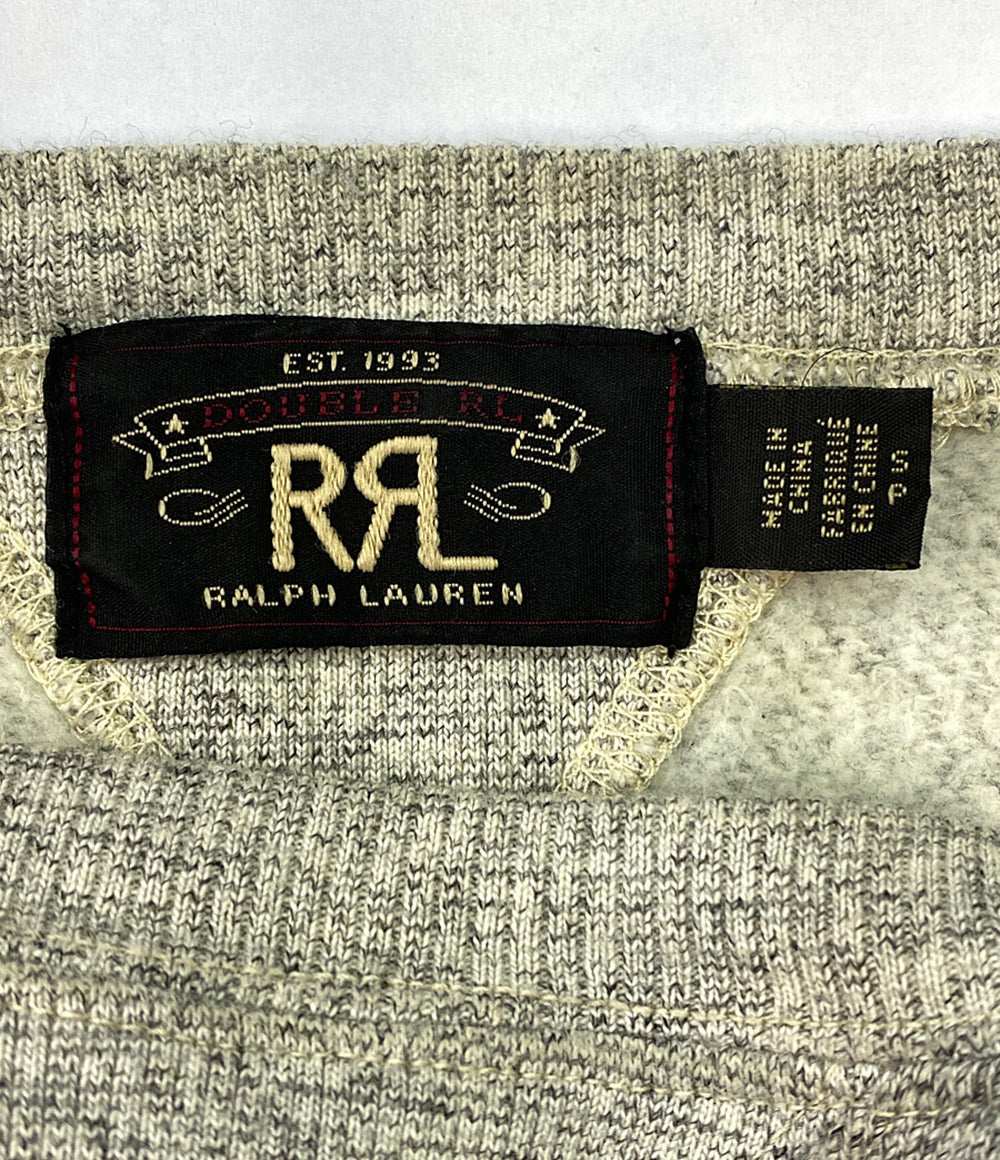 EST. 1993
DOUBLE RL
RRL
RALPH LAUREN
MADE IN
CHINA
FABRIQUÉ
EN CHINE
S
P